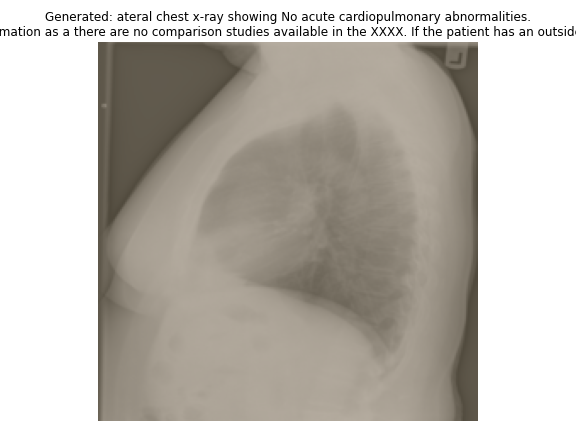 Generated: ateral chest x-ray showing No acute cardiopulmonary abnormalities.
mation as a there are no comparison studies available in the XXXX. If the patient has an outsid
L